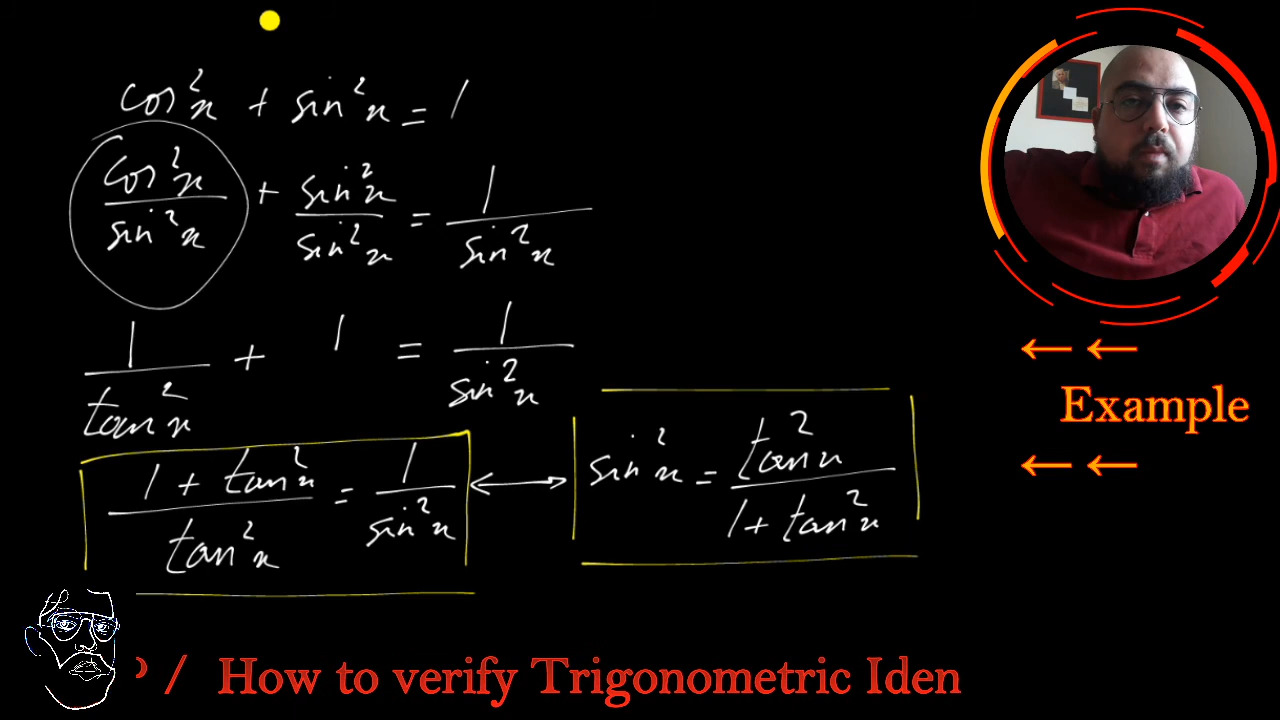 cos²x + sin²x = 1
cos²x/sin²x + sin²x/sin²x = 1/sin²x
1/tan²x + 1 = 1/sin²x
(1 + tan²x)/tan²x = 1/sin²x ↔ sin²x = tan²x/(1 + tan²x)
← ←
Example
← ←
/ How to verify Trigonometric Iden